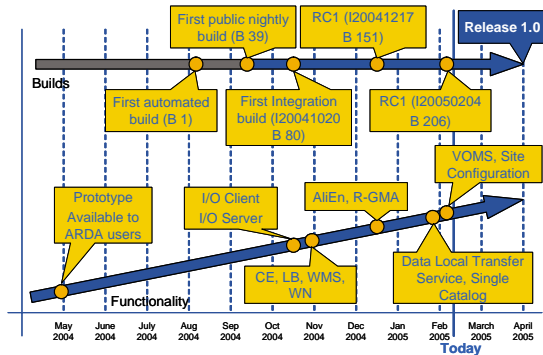 First public nightly
build (B 39)
RC1 (I20041217
B 151)
Release 1.0
Builds
First automated
build (B 1)
First Integration
build (I20041020
B 80)
RC1 (I20050204
B 206)
VOMS, Site
Configuration
Prototype
Available to
ARDA users
I/O Client
I/O Server
AliEn, R-GMA
CE, LB, WMS,
WN
Data Local Transfer
Service, Single
Catalog
Functionality
May
2004
June
2004
July
2004
Aug
2004
Sep
2004
Oct
2004
Nov
2004
Dec
2004
Jan
2005
Feb
2005
March
2005
April
2005
Today